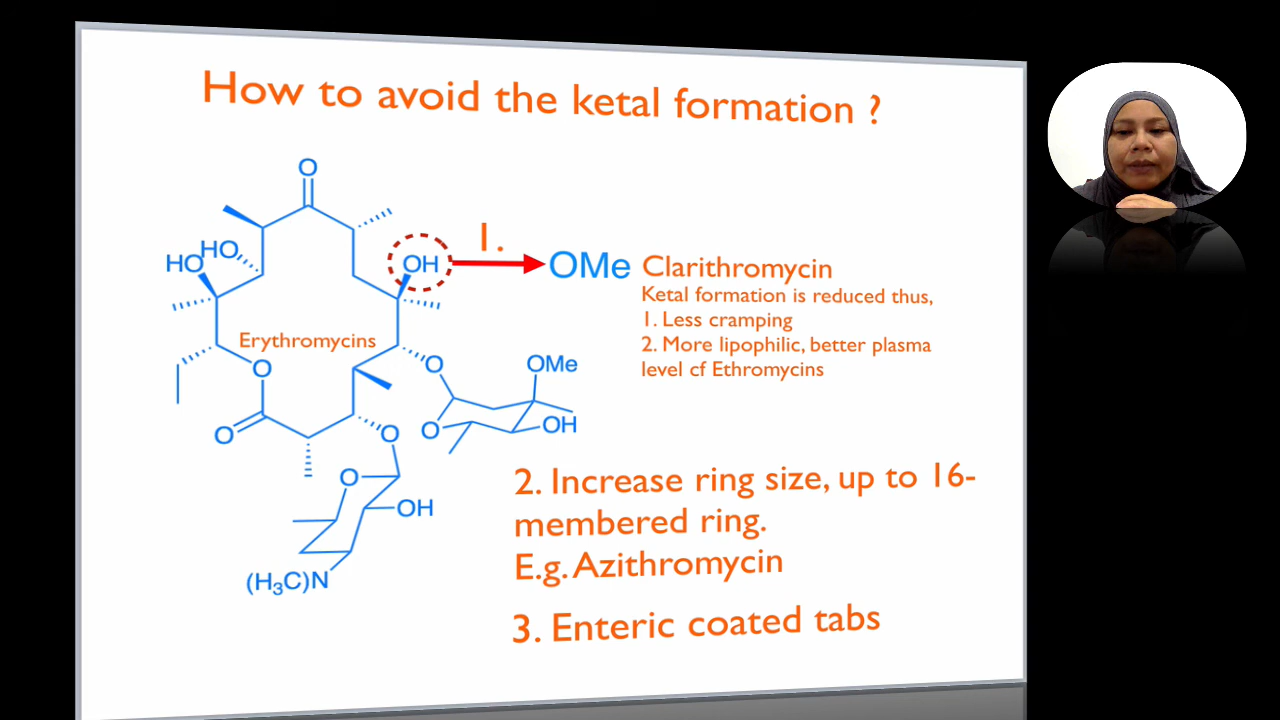 How to avoid the ketal formation ?
O
HO
HO
OH
1.
OMe
Clarithromycin
Ketal formation is reduced thus,
1. Less cramping
2. More lipophilic, better plasma
level cf Ethromycins
Erythromycins
O
O
OMe
O
O
O
OH
O
OH
(H3C)N
2. Increase ring size, up to 16-
membered ring.
E.g. Azithromycin
3. Enteric coated tabs